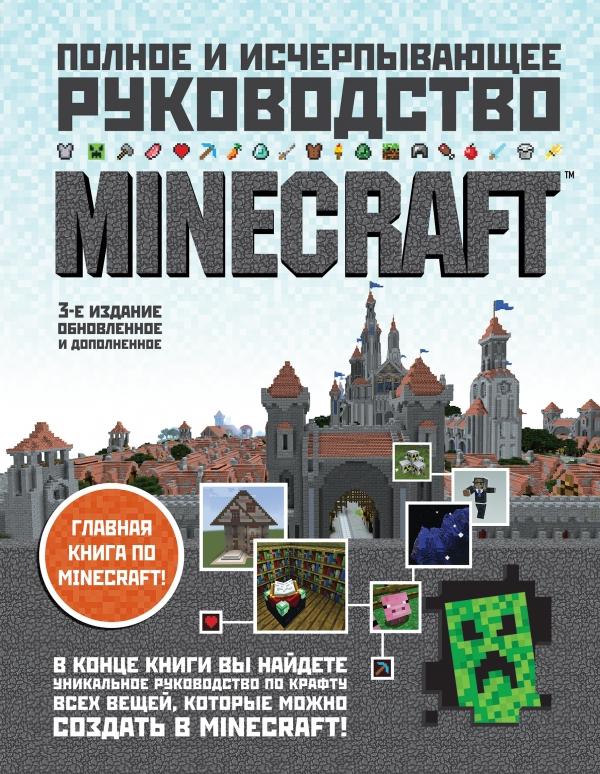 ПОЛНОЕ И ИСЧЕРПЫВАЮЩЕЕ
РУКОВОДСТВО
MINECRAFT™
3-Е ИЗДАНИЕ
ОБНОВЛЕННОЕ
И ДОПОЛНЕННОЕ
ГЛАВНАЯ
КНИГА ПО
MINECRAFT!
В КОНЦЕ КНИГИ ВЫ НАЙДЕТЕ
УНИКАЛЬНОЕ РУКОВОДСТВО ПО КРАФТУ
ВСЕХ ВЕЩЕЙ, КОТОРЫЕ МОЖНО
СОЗДАТЬ В MINECRAFT!